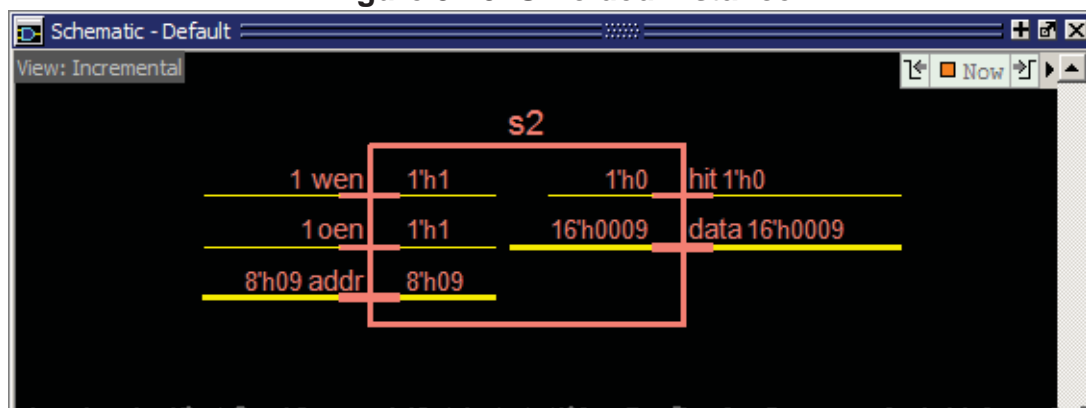 Schematic - Default
View: Incremental
Now
s2
1 wen 1'h1 1'h0 hit 1'h0
1 oen 1'h1 16'h0009 data 16'h0009
8'h09 addr 8'h09